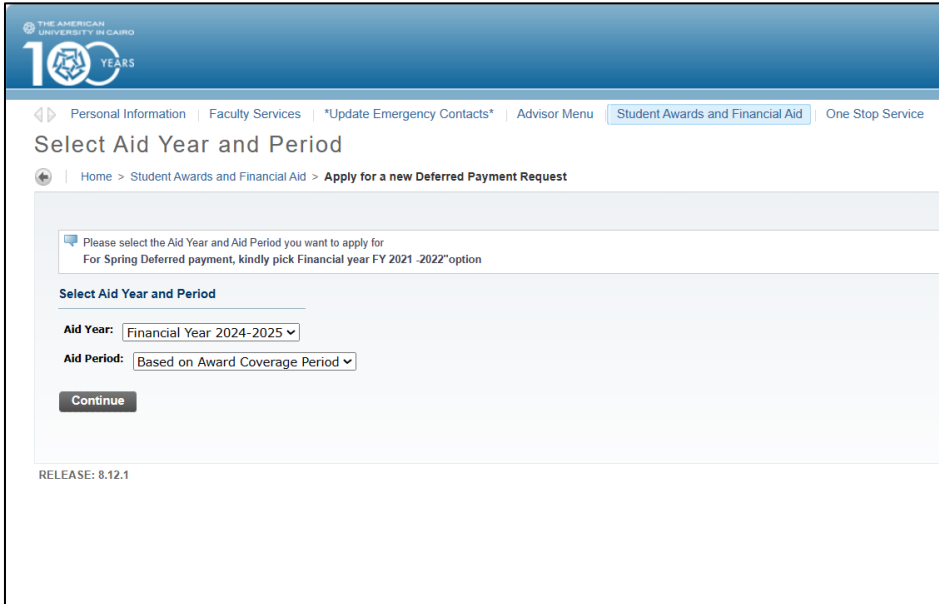 THE AMERICAN
UNIVERSITY IN CAIRO
100 YEARS
Personal Information | Faculty Services | *Update Emergency Contacts* | Advisor Menu | Student Awards and Financial Aid | One Stop Service
Select Aid Year and Period
Home > Student Awards and Financial Aid > Apply for a new Deferred Payment Request
Please select the Aid Year and Aid Period you want to apply for
For Spring Deferred payment, kindly pick Financial year FY 2021 -2022"option
Select Aid Year and Period
Aid Year: Financial Year 2024-2025
Aid Period: Based on Award Coverage Period
Continue
RELEASE: 8.12.1